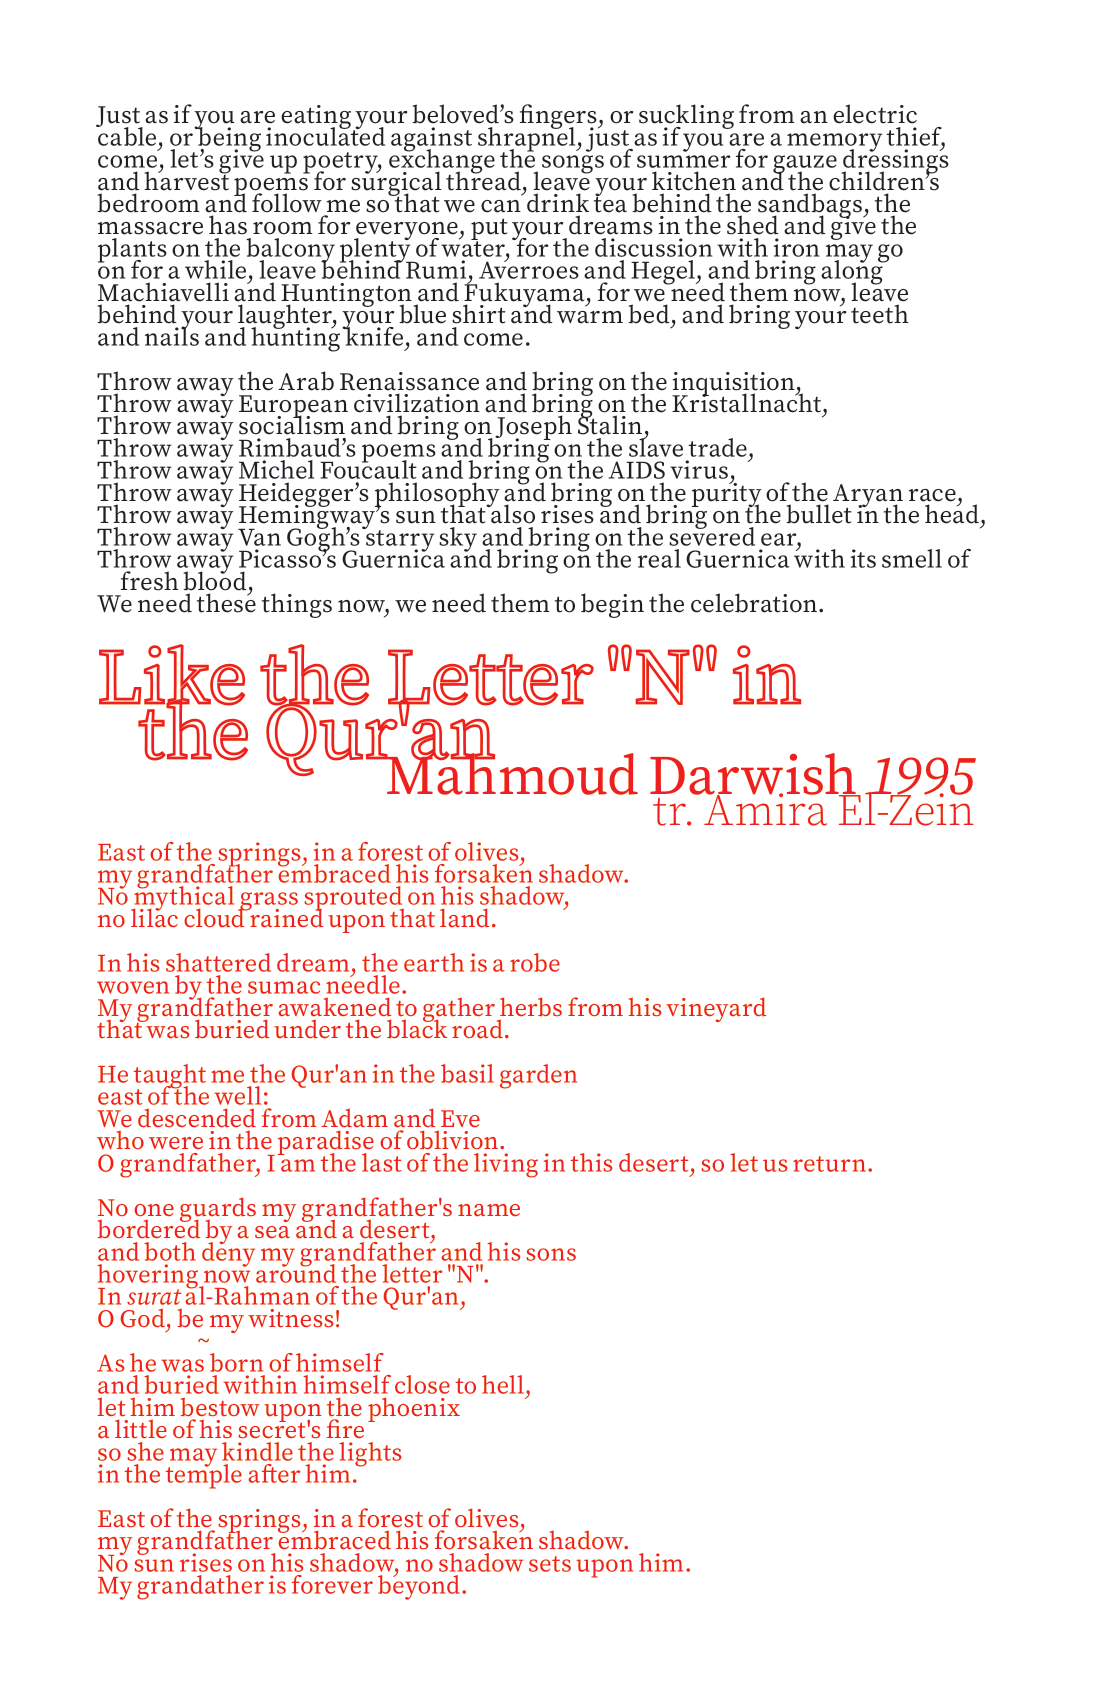 Just as if you are eating your beloved’s fingers, or suckling from an electric
cable, or being inoculated against shrapnel, just as if you are a memory thief,
come, let’s give up poetry, exchange the songs of summer for gauze dressings
and harvest poems for surgical thread, leave your kitchen and the children’s
bedroom and follow me so that we can drink tea behind the sandbags, the
massacre has room for everyone, put your dreams in the shed and give the
plants on the balcony plenty of water, for the discussion with iron may go
on for a while, leave behind Rumi, Averroes and Hegel, and bring along
Machiavelli and Huntington and Fukuyama, for we need them now, leave
behind your laughter, your blue shirt and warm bed, and bring your teeth
and nails and hunting knife, and come.
Throw away the Arab Renaissance and bring on the inquisition,
Throw away European civilization and bring on the Kristallnacht,
Throw away socialism and bring on Joseph Stalin,
Throw away Rimbaud’s poems and bring on the slave trade,
Throw away Michel Foucault and bring on the AIDS virus,
Throw away Heidegger’s philosophy and bring on the purity of the Aryan race,
Throw away Hemingway’s sun that also rises and bring on the bullet in the head,
Throw away Van Gogh’s starry sky and bring on the severed ear,
Throw away Picasso’s Guernica and bring on the real Guernica with its smell of
fresh blood,
We need these things now, we need them to begin the celebration.
Like the Letter "N" in
the Qur'an
Mahmoud Darwish 1995
tr. Amira El-Zein
East of the springs, in a forest of olives,
my grandfather embraced his forsaken shadow.
No mythical grass sprouted on his shadow,
no lilac cloud rained upon that land.
In his shattered dream, the earth is a robe
woven by the sumac needle.
My grandfather awakened to gather herbs from his vineyard
that was buried under the black road.
He taught me the Qur'an in the basil garden
east of the well:
We descended from Adam and Eve
who were in the paradise of oblivion.
O grandfather, I am the last of the living in this desert, so let us return.
No one guards my grandfather's name
bordered by a sea and a desert,
and both deny my grandfather and his sons
hovering now around the letter "N".
In surat al-Rahman of the Qur'an,
O God, be my witness!
~
As he was born of himself
and buried within himself close to hell,
let him bestow upon the phoenix
a little of his secret's fire
so she may kindle the lights
in the temple after him.
East of the springs, in a forest of olives,
my grandfather embraced his forsaken shadow.
No sun rises on his shadow, no shadow sets upon him.
My grandather is forever beyond.